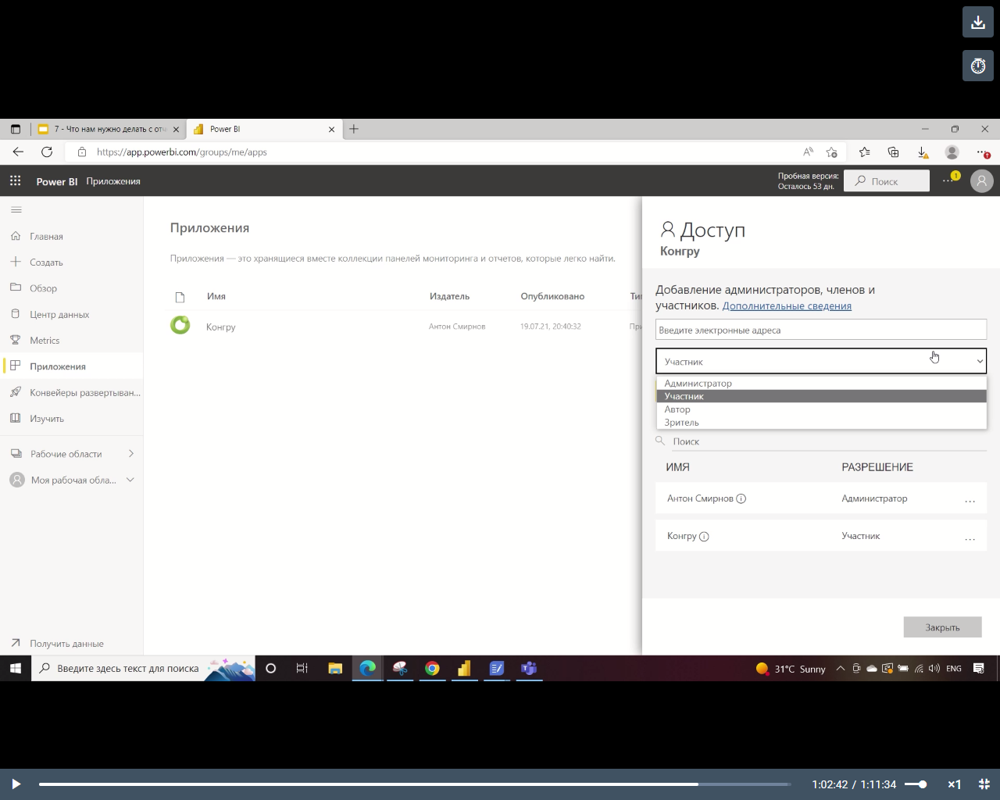 7 - Что нам нужно делать с отч
Power BI
https://app.powerbi.com/groups/me/apps
Power BI Приложения
Пробная версия:
Осталось 53 дн.
Поиск
1
Главная
Создать
Обзор
Центр данных
Metrics
Приложения
Конвейеры развертыван...
Изучить
Рабочие области
Моя рабочая обла...
Получить данные
Приложения
Приложения — это хранящиеся вместе коллекции панелей мониторинга и отчетов, которые легко найти.
Имя Издатель Опубликовано Ти
Конгру Антон Смирнов 19.07.21, 20:40:32 При
Доступ
Конгру
Добавление администраторов, членов и
участников. Дополнительные сведения
Введите электронные адреса
Участник
Администратор
Участник
Автор
Зритель
Поиск
ИМЯ РАЗРЕШЕНИЕ
Антон Смирнов Администратор ...
Конгру Участник ...
Закрыть
Введите здесь текст для поиска
31°C Sunny
ENG
1:02:42 / 1:11:34
×1